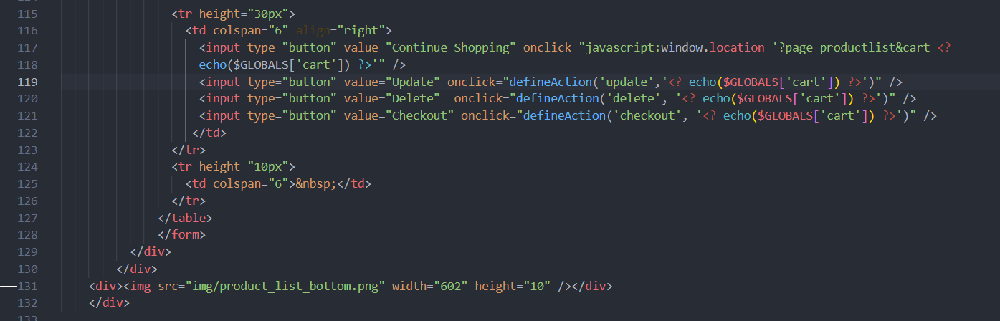 115 <tr height="30px">
116 <td colspan="6" align="right">
117 <input type="button" value="Continue Shopping" onclick="javascript:window.location='?page=productlist&cart=<?
118 echo($GLOBALS['cart']) ?>'" />
119 <input type="button" value="Update" onclick="defineAction('update','<? echo($GLOBALS['cart']) ?>')" />
120 <input type="button" value="Delete"  onclick="defineAction('delete', '<? echo($GLOBALS['cart']) ?>')" />
121 <input type="button" value="Checkout" onclick="defineAction('checkout', '<? echo($GLOBALS['cart']) ?>')" />
122 </td>
123 </tr>
124 <tr height="10px">
125 <td colspan="6">&nbsp;</td>
126 </tr>
127 </table>
128 </form>
129 </div>
130 </div>
131 <div><img src="img/product_list_bottom.png" width="602" height="10" /></div>
132 </div>